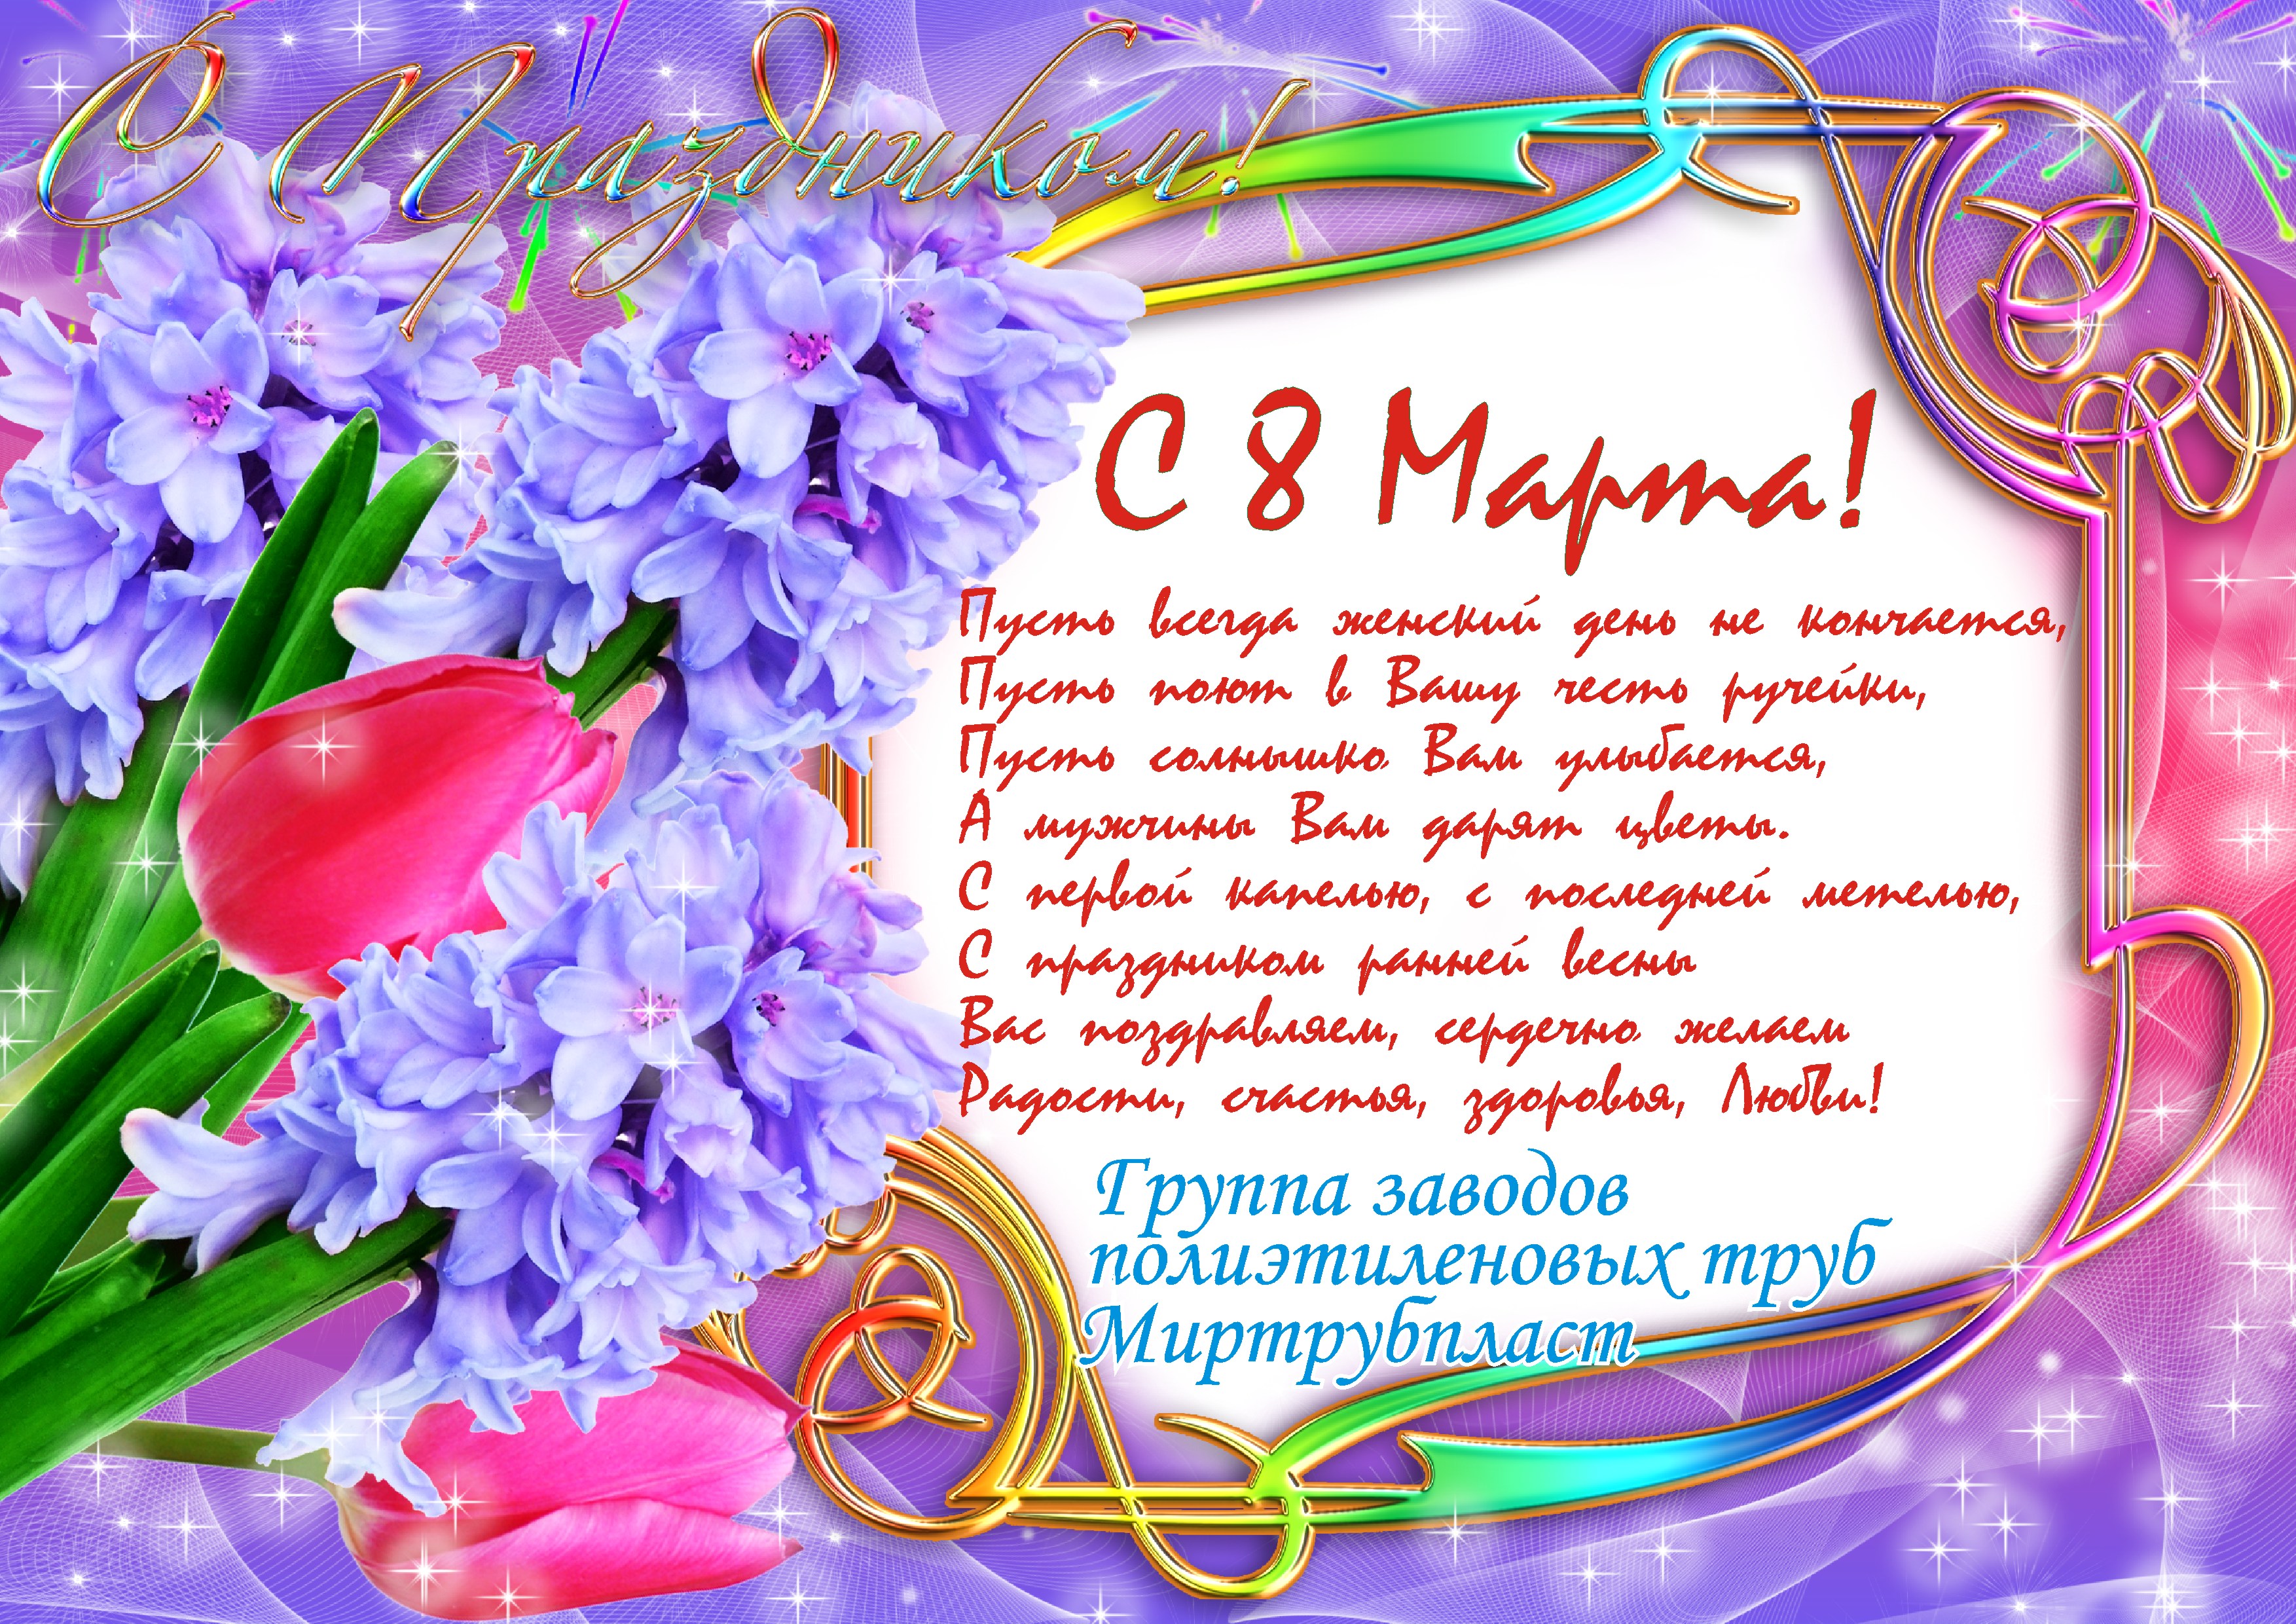 С Праздником!
С 8 Марта!
Пусть всегда женский день не кончается,
Пусть поют в Вашу честь ручейки,
Пусть солнышко Вам улыбается,
А мужчины Вам дарят цветы.
С первой капелью, с последней метелью,
С праздником ранней весны
Вас поздравляем, сердечно желаем
Радости, счастья, здоровья, Любви!
Группа заводов
полиэтиленовых труб
Миртрубпласт